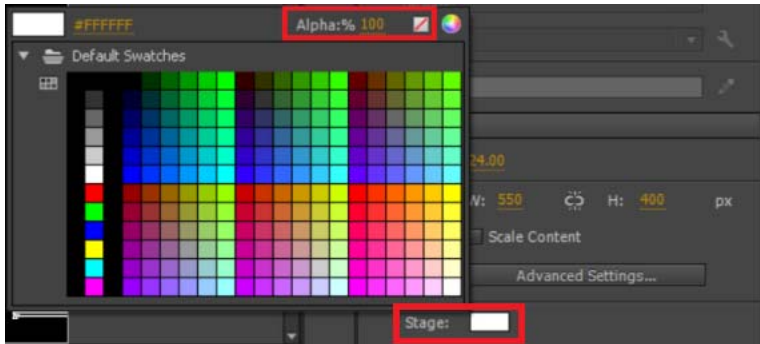 #FFFFFF Alpha:% 100
Default Swatches
24.00
W: 550 H: 400 px
Scale Content
Advanced Settings...
Stage: